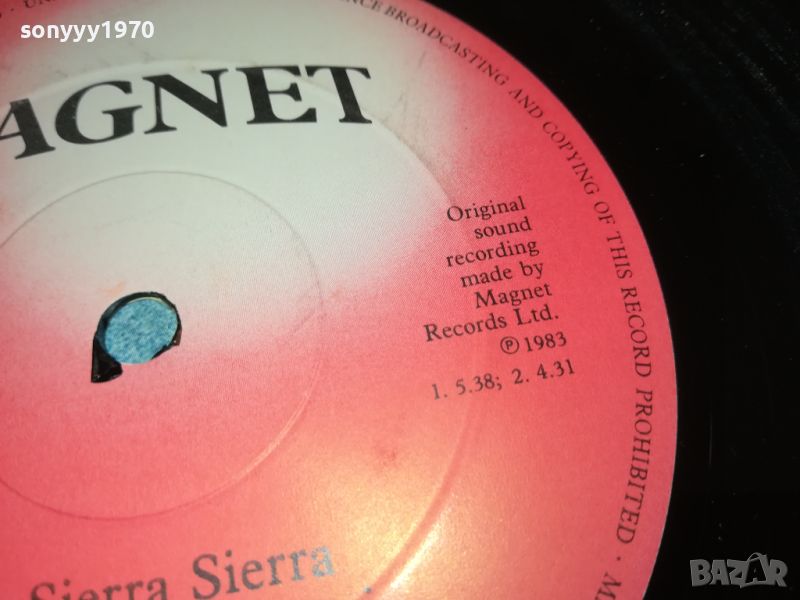 sonyyy1970
BROADCASTING AND COPYING OF THIS RECORD PROHIBITED ·
AGNET
Original
sound
recording
made by
Magnet
Records Ltd.
℗ 1983
1. 5.38; 2. 4.31
Sierra Sierra
BAZAR